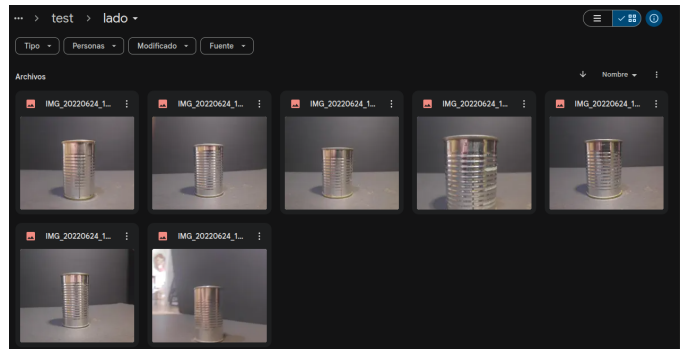 ... > test > lado
Tipo Personas Modificado Fuente
Archivos Nombre
IMG_20220624_1... IMG_20220624_1... IMG_20220624_1... IMG_20220624_1... IMG_20220624_1...
IMG_20220624_1... IMG_20220624_1...